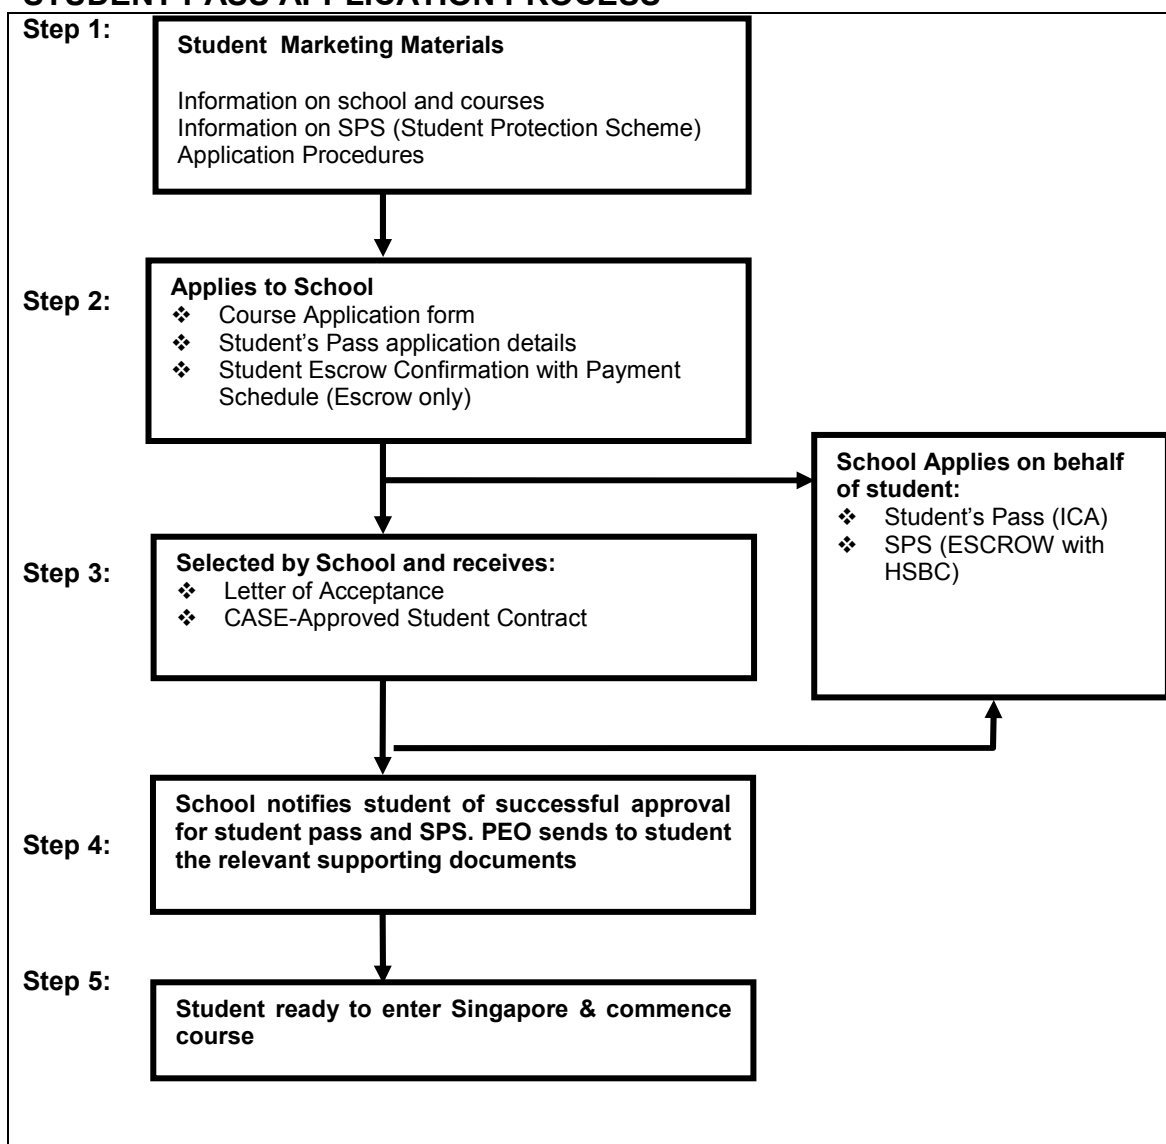 STUDENT PASS APPLICATION PROCESS
Step 1:
Student Marketing Materials
Information on school and courses
Information on SPS (Student Protection Scheme)
Application Procedures
Step 2:
Applies to School
❖ Course Application form
❖ Student’s Pass application details
❖ Student Escrow Confirmation with Payment
Schedule (Escrow only)
School Applies on behalf
of student:
❖ Student’s Pass (ICA)
❖ SPS (ESCROW with
HSBC)
Step 3:
Selected by School and receives:
❖ Letter of Acceptance
❖ CASE-Approved Student Contract
Step 4:
School notifies student of successful approval
for student pass and SPS. PEO sends to student
the relevant supporting documents
Step 5:
Student ready to enter Singapore & commence
course